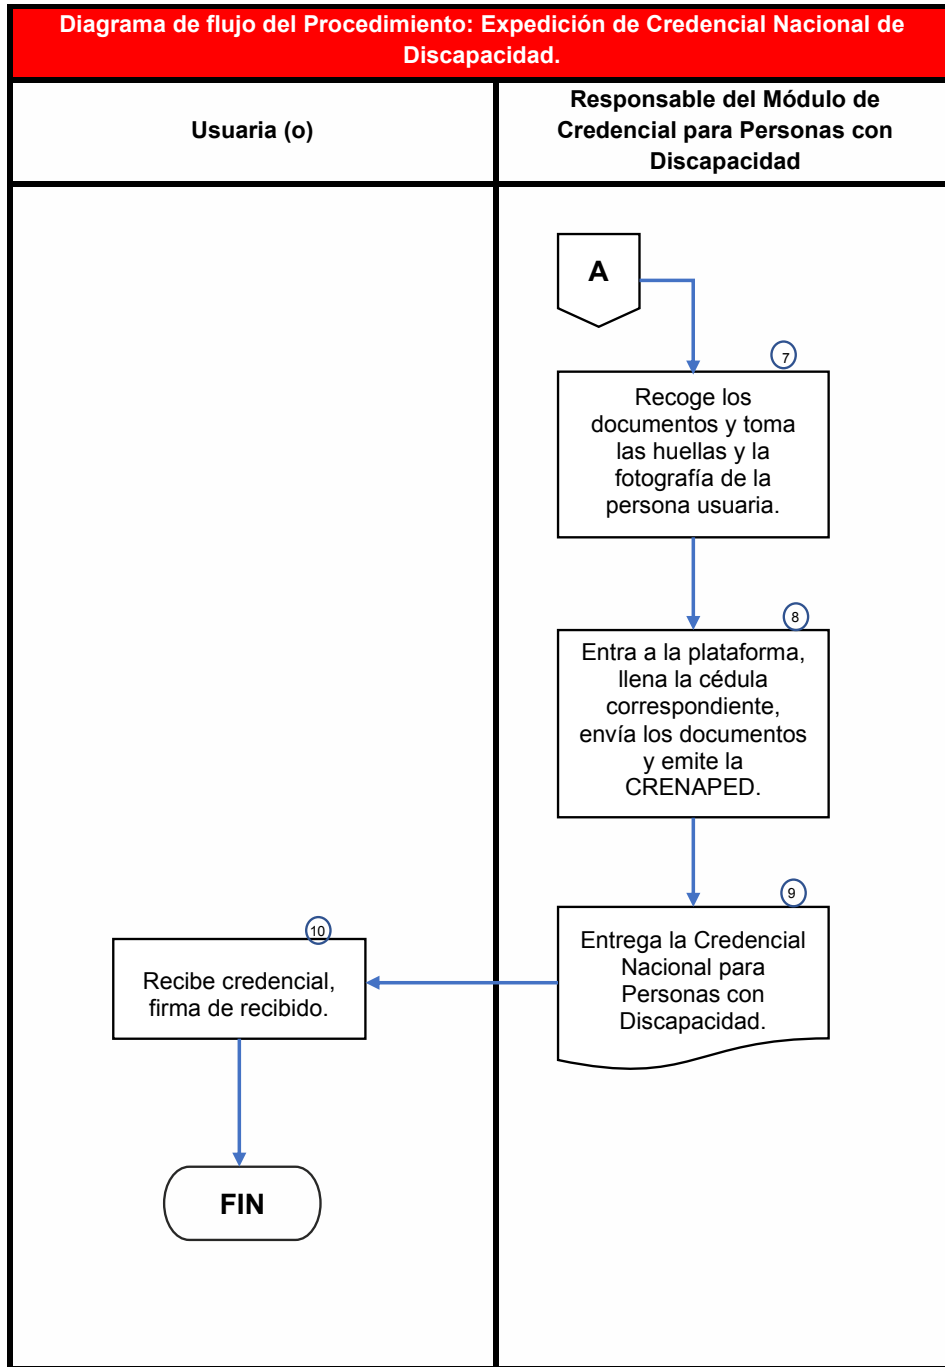 Diagrama de flujo del Procedimiento: Expedición de Credencial Nacional de
Discapacidad.
Usuaria (o)
Responsable del Módulo de
Credencial para Personas con
Discapacidad
A
7
Recoge los
documentos y toma
las huellas y la
fotografía de la
persona usuaria.
8
Entra a la plataforma,
llena la cédula
correspondiente,
envía los documentos
y emite la
CRENAPED.
9
Entrega la Credencial
Nacional para
Personas con
Discapacidad.
10
Recibe credencial,
firma de recibido.
FIN